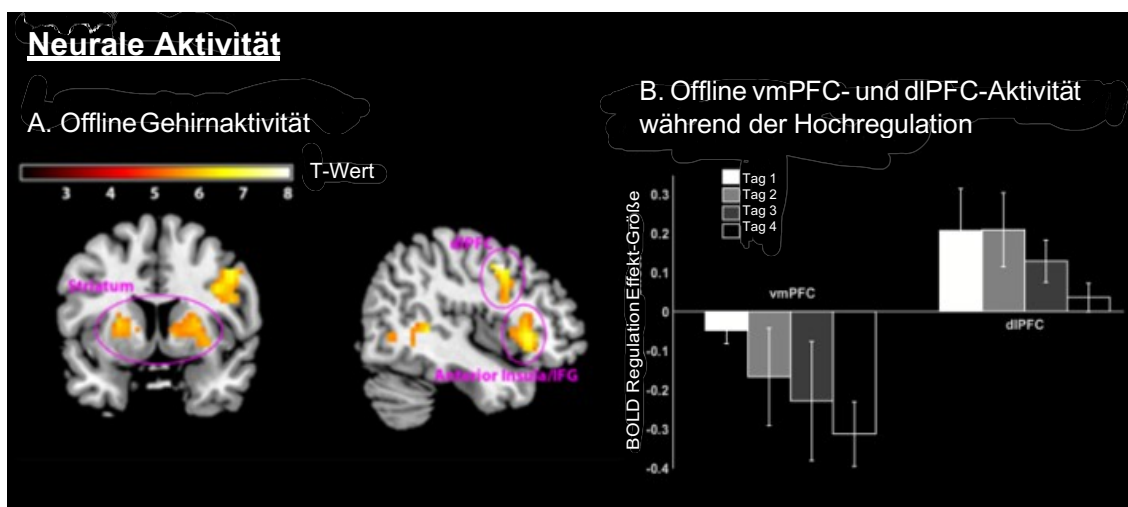 Neurale Aktivität
A. Offline Gehirnaktivität
T-Wert
3 4 5 6 7 8
Striatum
dlPFC
Anterior Insula/IFG
B. Offline vmPFC- und dlPFC-Aktivität
während der Hochregulation
BOLD Regulation Effekt-Größe
Tag 1
Tag 2
Tag 3
Tag 4
0.3
0.2
0.1
0
-0.1
-0.2
-0.3
-0.4
vmPFC
dlPFC